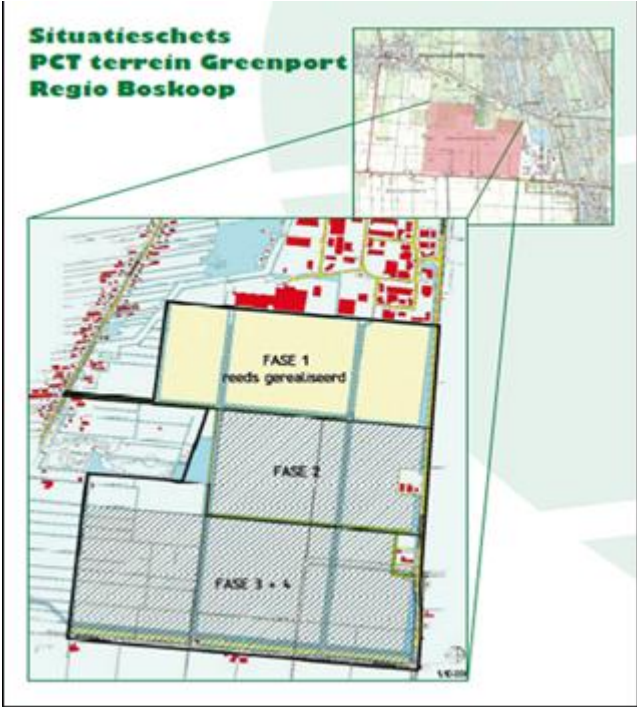 Situatieschets
PCT terrein Greenport
Regio Boskoop
FASE 1
reeds gerealiseerd
FASE 2
FASE 3 + 4